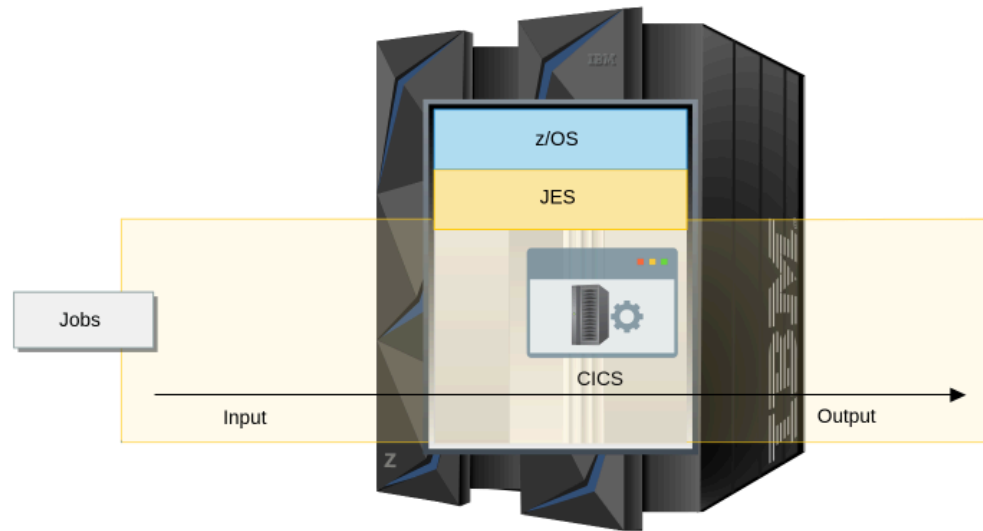 IBM
z/OS
JES
IBM
Jobs
CICS
Input
Output
Z